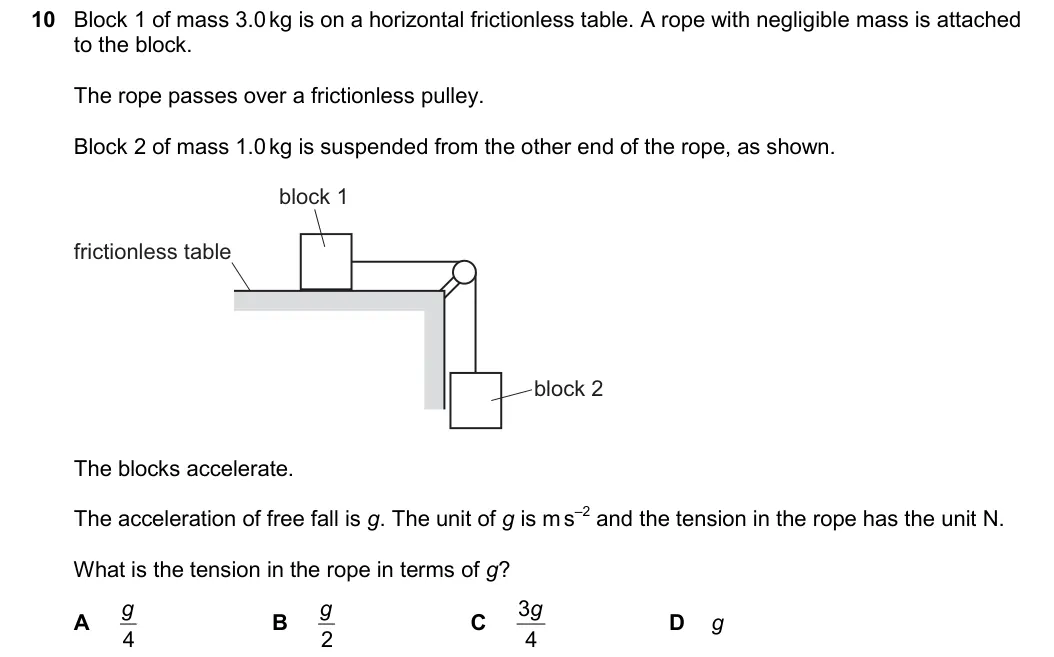 10 Block 1 of mass 3.0 kg is on a horizontal frictionless table. A rope with negligible mass is attached
to the block.
The rope passes over a frictionless pulley.
Block 2 of mass 1.0 kg is suspended from the other end of the rope, as shown.
block 1
frictionless table
block 2
The blocks accelerate.
The acceleration of free fall is g. The unit of g is m s⁻² and the tension in the rope has the unit N.
What is the tension in the rope in terms of g?
A g/4 B g/2 C 3g/4 D g